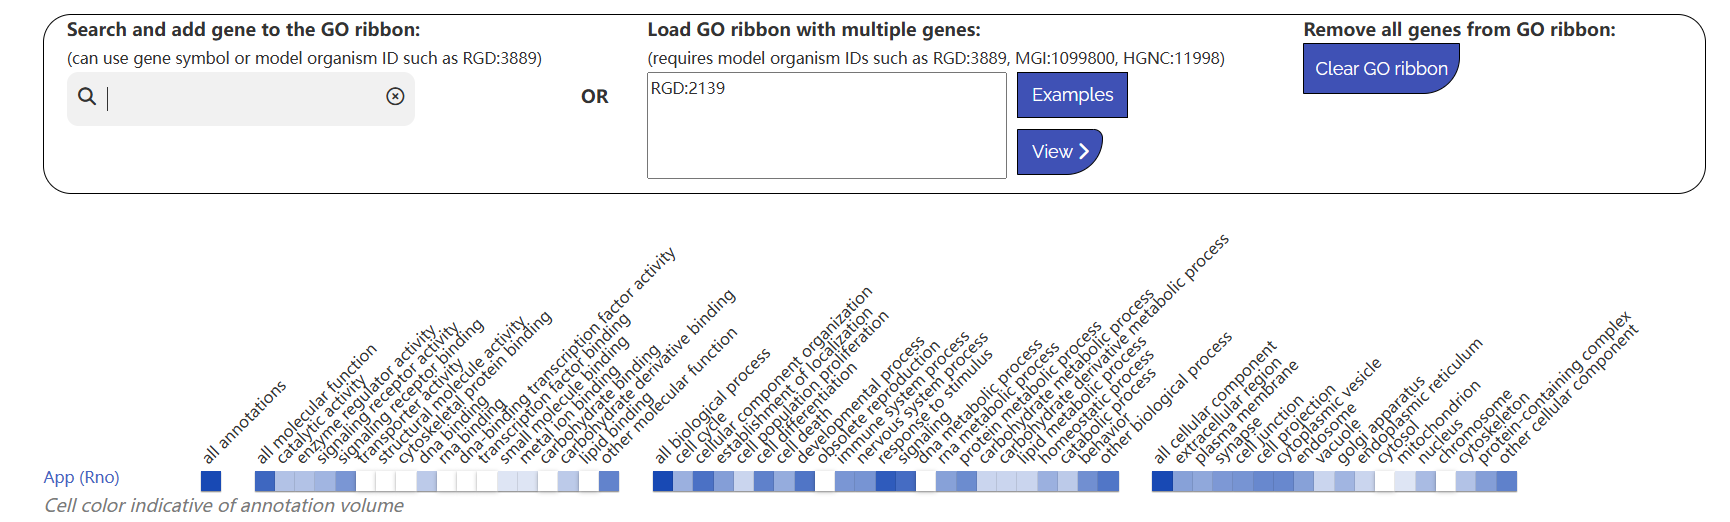 Search and add gene to the GO ribbon:
(can use gene symbol or model organism ID such as RGD:3889)
OR
Load GO ribbon with multiple genes:
(requires model organism IDs such as RGD:3889, MGI:1099800, HGNC:11998)
RGD:2139
Examples
View
Remove all genes from GO ribbon:
Clear GO ribbon
all annotations
all molecular function
catalytic activity
enzyme regulator activity
signaling receptor activity
signaling receptor binding
transporter activity
structural molecule activity
cytoskeletal protein binding
dna binding
rna binding
dna-binding transcription factor activity
transcription factor binding
small molecule binding
metal ion binding
carbohydrate binding
carbohydrate derivative binding
lipid binding
other molecular function
all biological process
cell cycle
cellular component organization
establishment of localization
cell population proliferation
cell differentiation
cell death
developmental process
obsolete reproduction
immune system process
nervous system process
response to stimulus
signaling
dna metabolic process
rna metabolic process
protein metabolic process
carbohydrate metabolic process
carbohydrate derivative metabolic process
lipid metabolic process
homeostatic process
catabolic process
behavior
other biological process
all cellular component
extracellular region
plasma membrane
synapse
cell junction
cell projection
cytoplasmic vesicle
endosome
vacuole
golgi apparatus
endoplasmic reticulum
cytosol
mitochondrion
nucleus
chromosome
cytoskeleton
protein-containing complex
other cellular component
App (Rno)
Cell color indicative of annotation volume